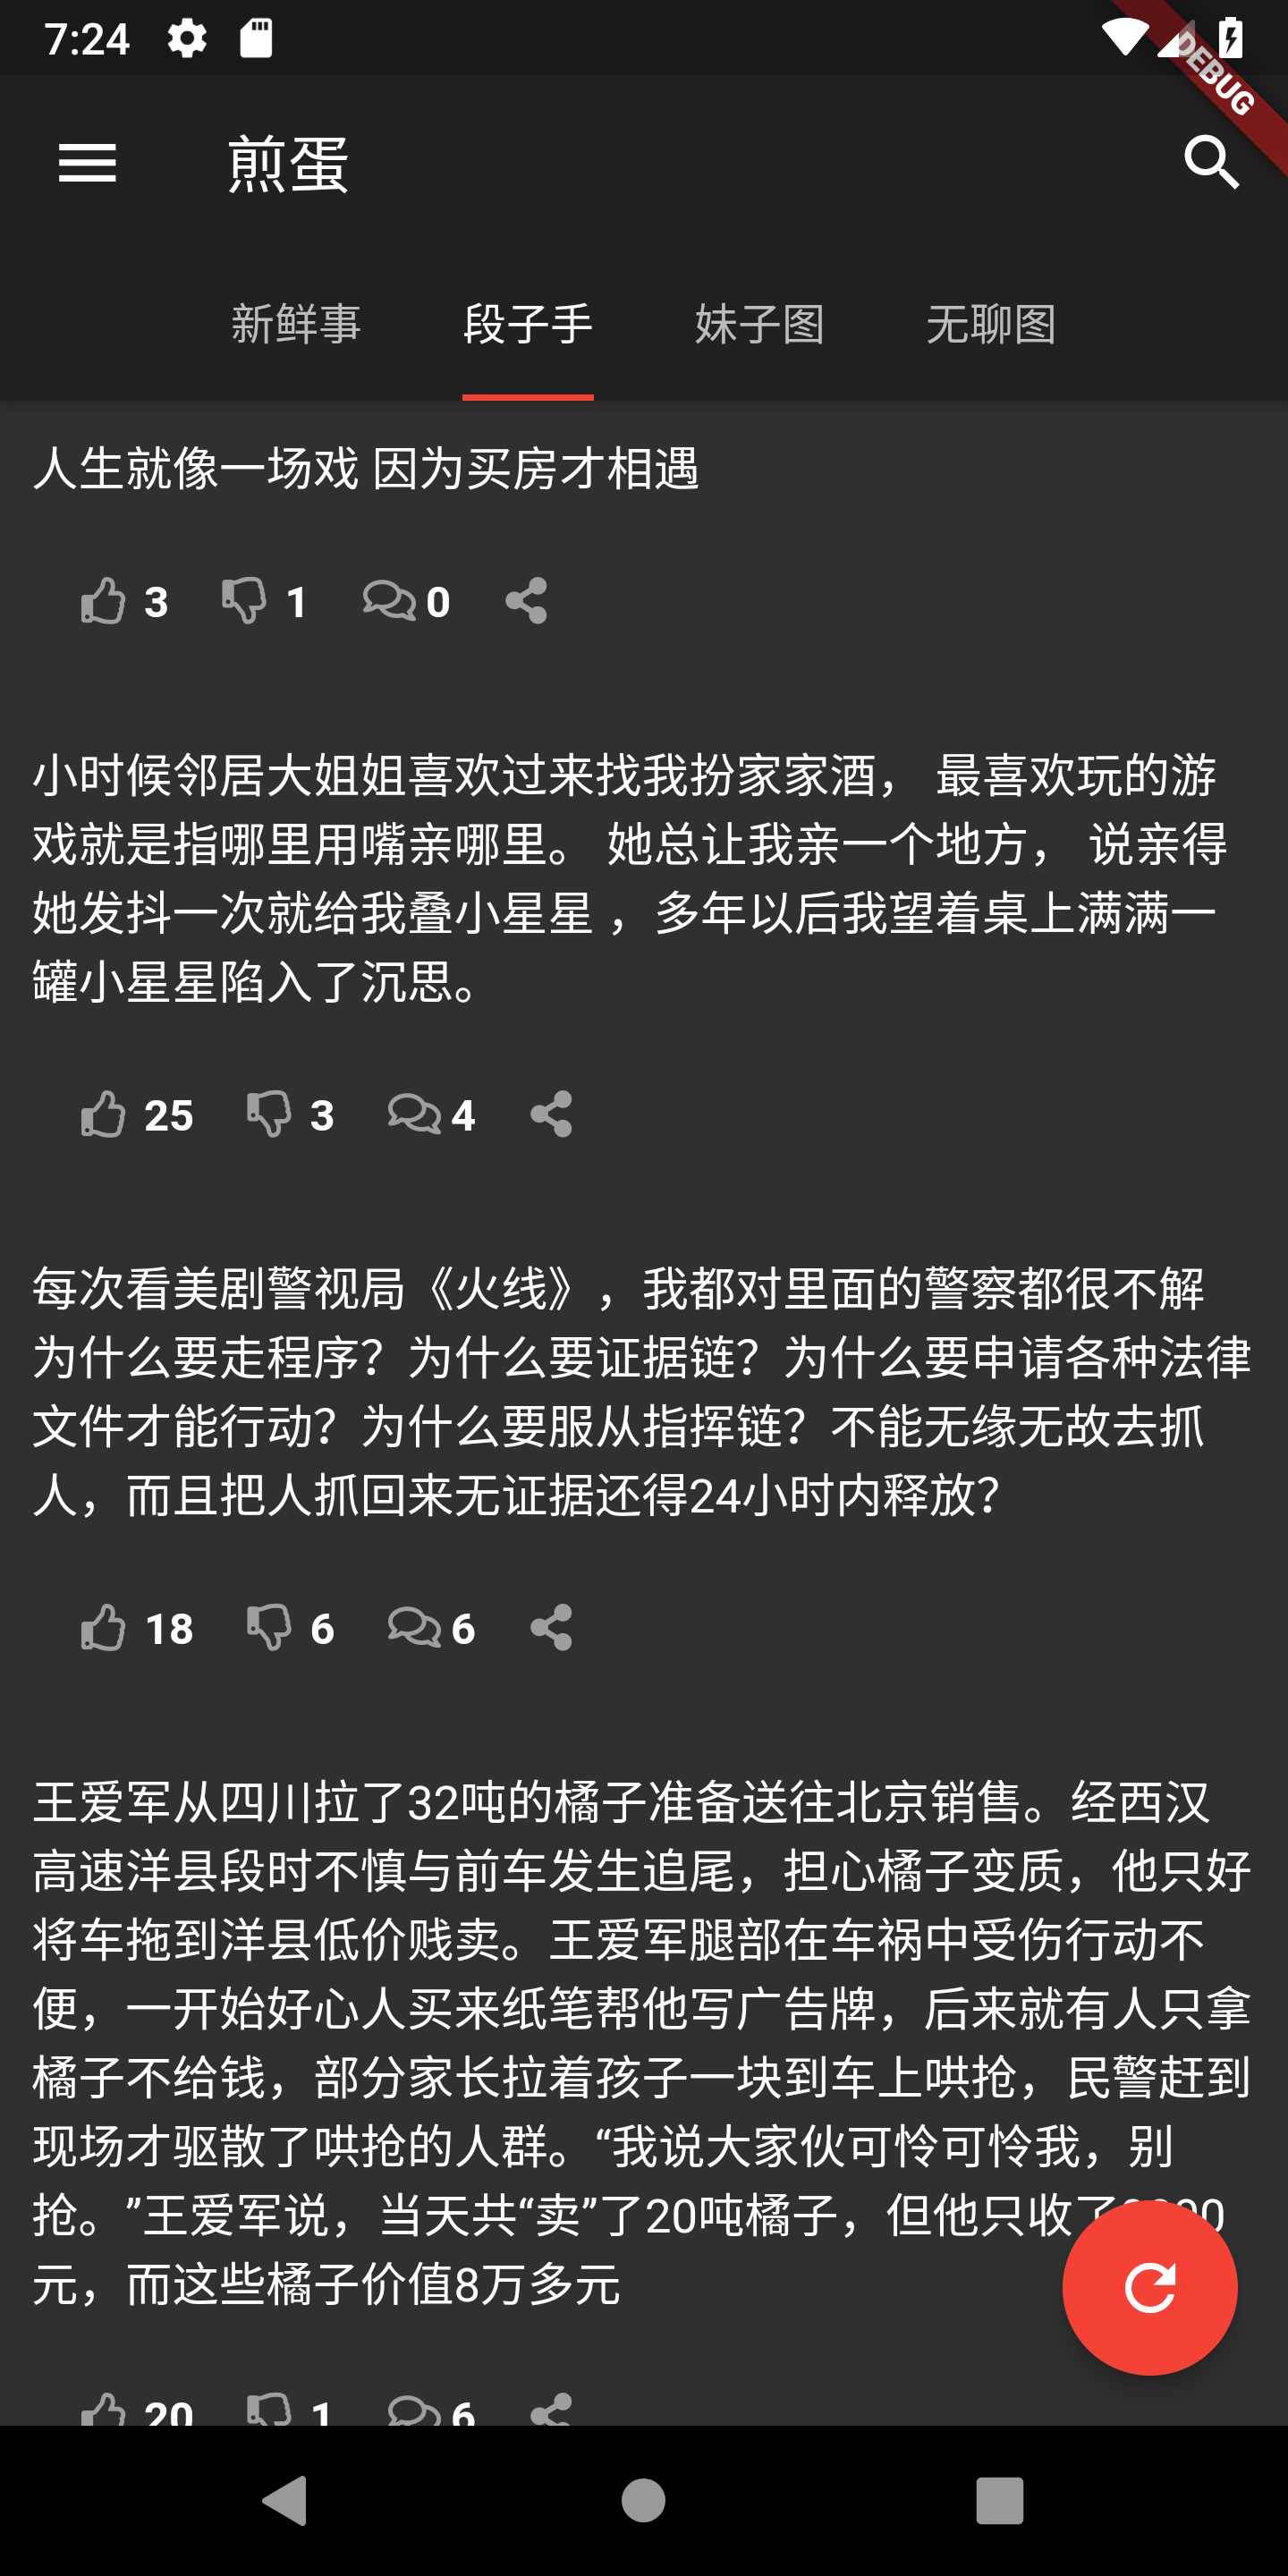 7:24
DEBUG
煎蛋
新鲜事 段子手 妹子图 无聊图
人生就像一场戏 因为买房才相遇
3 1 0
小时候邻居大姐姐喜欢过来找我扮家家酒， 最喜欢玩的游
戏就是指哪里用嘴亲哪里。 她总让我亲一个地方， 说亲得
她发抖一次就给我叠小星星 ，多年以后我望着桌上满满一
罐小星星陷入了沉思。
25 3 4
每次看美剧警视局《火线》，我都对里面的警察都很不解
为什么要走程序？为什么要证据链？为什么要申请各种法律
文件才能行动？为什么要服从指挥链？不能无缘无故去抓
人，而且把人抓回来无证据还得24小时内释放？
18 6 6
王爱军从四川拉了32吨的橘子准备送往北京销售。经西汉
高速洋县段时不慎与前车发生追尾，担心橘子变质，他只好
将车拖到洋县低价贱卖。王爱军腿部在车祸中受伤行动不
便，一开始好心人买来纸笔帮他写广告牌，后来就有人只拿
橘子不给钱，部分家长拉着孩子一块到车上哄抢，民警赶到
现场才驱散了哄抢的人群。“我说大家伙可怜可怜我，别
抢。”王爱军说，当天共“卖”了20吨橘子，但他只收了
元，而这些橘子价值8万多元
20 1 6